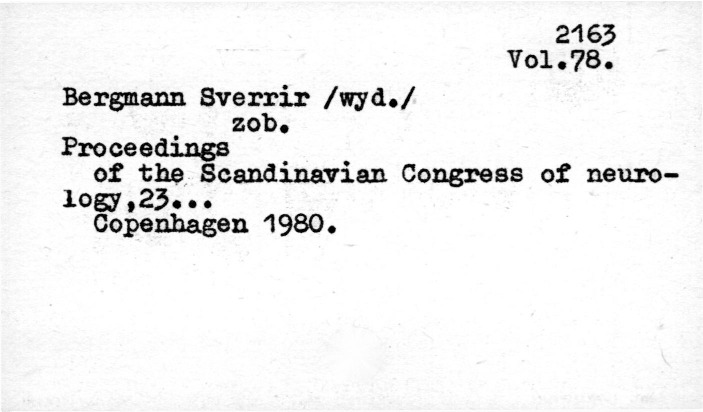 2163
Vol.78.
Bergmann Sverrir /wyd./
zob.
Proceedings
of the Scandinavian Congress of neuro-
logy,23...
Copenhagen 1980.